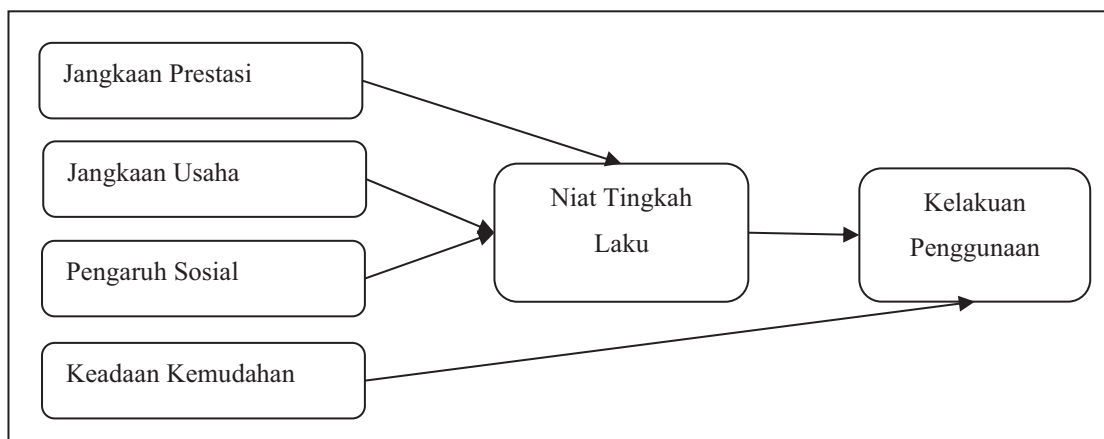 Jangkaan Prestasi
Jangkaan Usaha
Pengaruh Sosial
Keadaan Kemudahan
Niat Tingkah
Laku
Kelakuan
Penggunaan